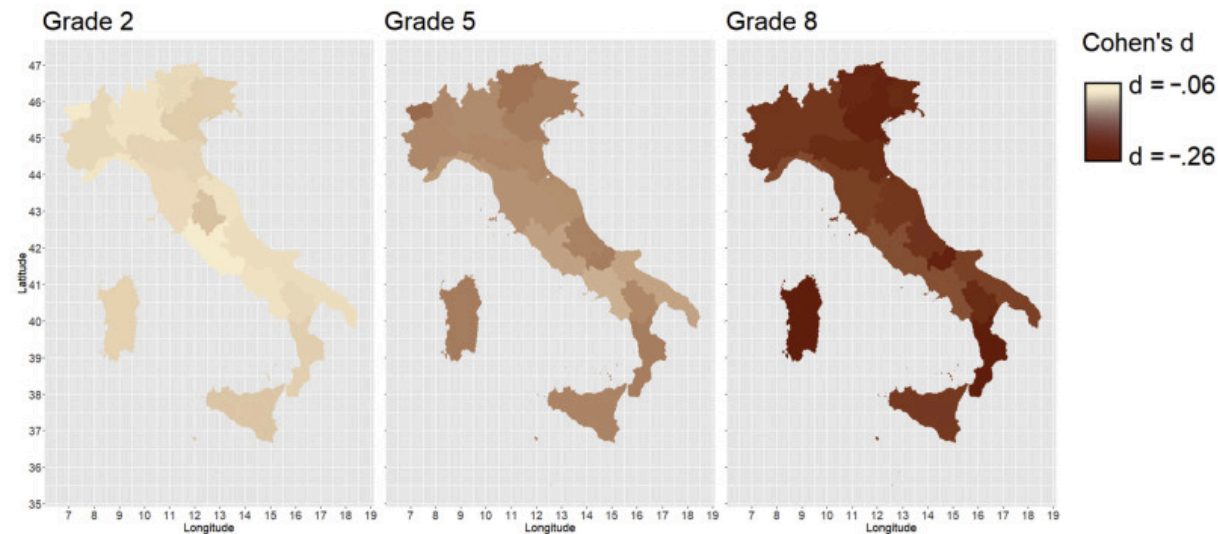 Grade 2
Grade 5
Grade 8
Cohen's d
d = −.06
d = −.26
Latitude
47
46
45
44
43
42
41
40
39
38
37
36
35
7 8 9 10 11 12 13 14 15 16 17 18 19
7 8 9 10 11 12 13 14 15 16 17 18 19
7 8 9 10 11 12 13 14 15 16 17 18 19
Longitude
Longitude
Longitude